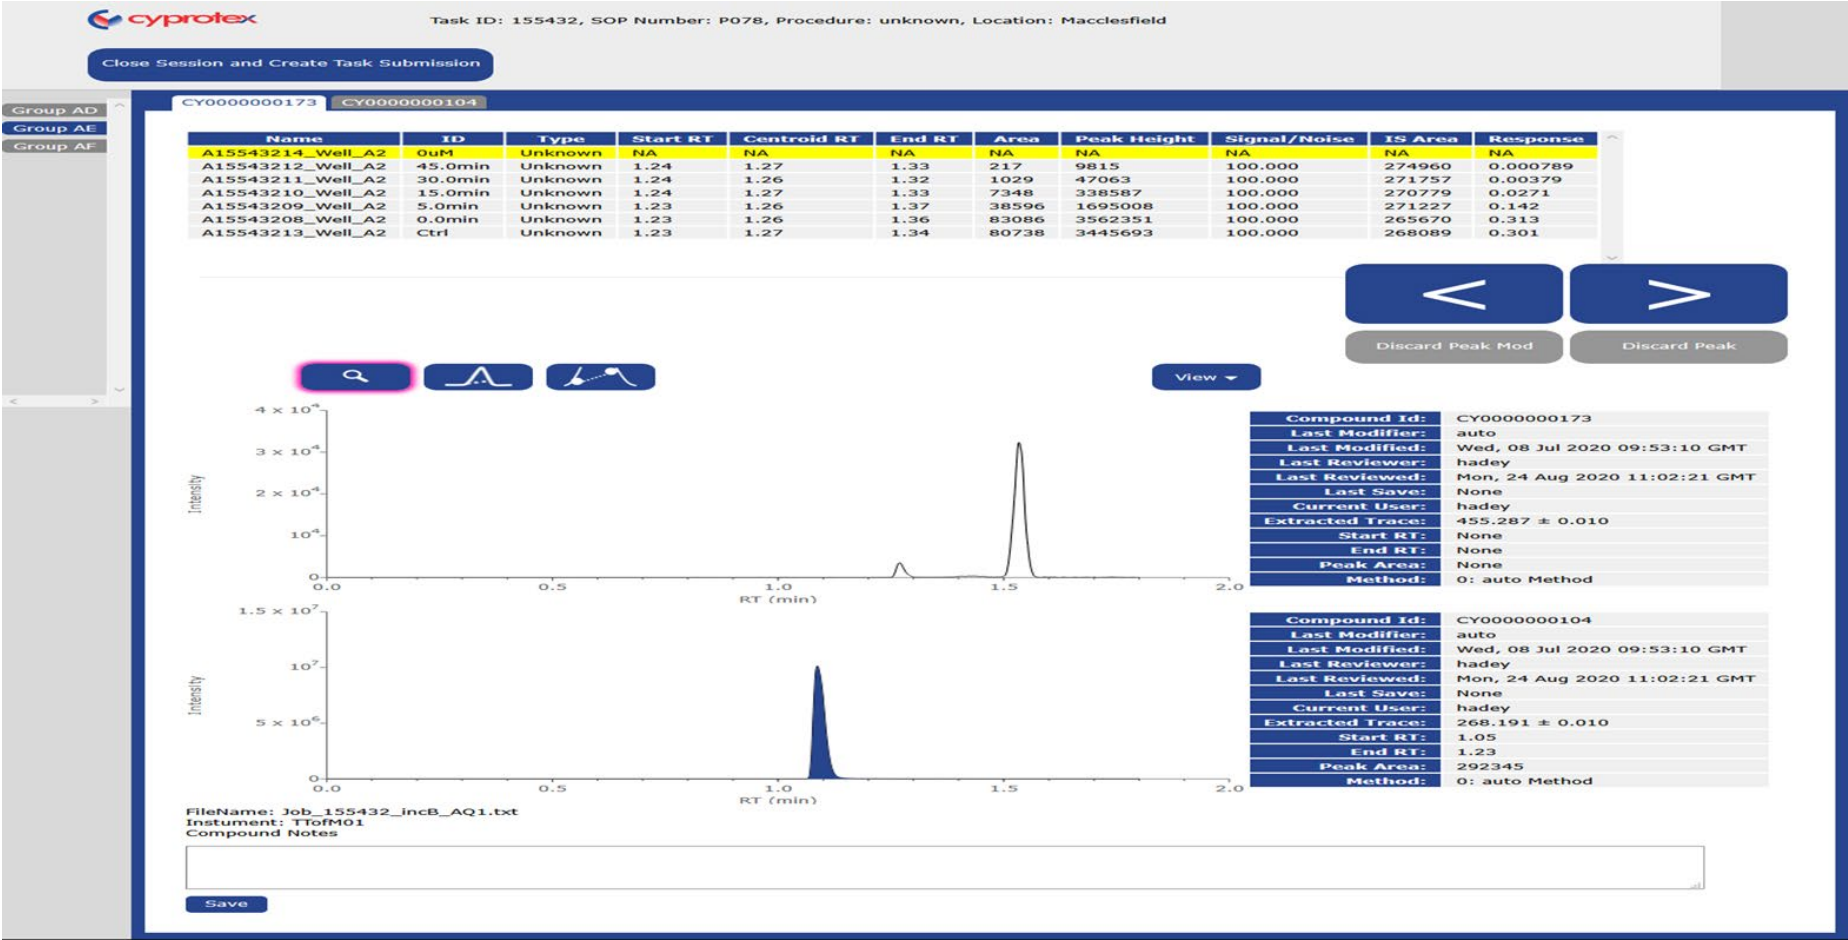 cyprotex
Task ID: 155432, SOP Number: P078, Procedure: unknown, Location: Macclesfield
Close Session and Create Task Submission
Group AD
Group AE
Group AF
CY0000000173 CY0000000104
Name ID Type Start RT Centroid RT End RT Area Peak Height Signal/Noise IS Area Response
A15543214_Well_A2 0uM Unknown NA NA NA NA NA NA NA NA
A15543212_Well_A2 45.0min Unknown 1.24 1.27 1.33 217 9815 100.000 274960 0.000789
A15543211_Well_A2 30.0min Unknown 1.24 1.26 1.32 1029 47063 100.000 271757 0.00379
A15543210_Well_A2 15.0min Unknown 1.24 1.27 1.33 7348 338587 100.000 270779 0.0271
A15543209_Well_A2 5.0min Unknown 1.23 1.26 1.37 38596 1695008 100.000 271227 0.142
A15543208_Well_A2 0.0min Unknown 1.23 1.26 1.36 83086 3562351 100.000 265670 0.313
A15543213_Well_A2 Ctrl Unknown 1.23 1.27 1.34 80738 3445693 100.000 268089 0.301
< >
Discard Peak Mod Discard Peak
View
4 x 10⁴
3 x 10⁴
2 x 10⁴
10⁴
0
Intensity
0.0 0.5 1.0 1.5 2.0
RT (min)
Compound Id: CY0000000173
Last Modifier: auto
Last Modified: Wed, 08 Jul 2020 09:53:10 GMT
Last Reviewer: hadey
Last Reviewed: Mon, 24 Aug 2020 11:02:21 GMT
Last Save: None
Current User: hadey
Extracted Trace: 455.287 ± 0.010
Start RT: None
End RT: None
Peak Area: None
Method: 0: auto Method
1.5 x 10⁷
10⁷
5 x 10⁶
0
Intensity
0.0 0.5 1.0 1.5 2.0
RT (min)
Compound Id: CY0000000104
Last Modifier: auto
Last Modified: Wed, 08 Jul 2020 09:53:10 GMT
Last Reviewer: hadey
Last Reviewed: Mon, 24 Aug 2020 11:02:21 GMT
Last Save: None
Current User: hadey
Extracted Trace: 268.191 ± 0.010
Start RT: 1.05
End RT: 1.23
Peak Area: 292345
Method: 0: auto Method
FileName: Job_155432_incB_AQ1.txt
Instument: TTofM01
Compound Notes
Save